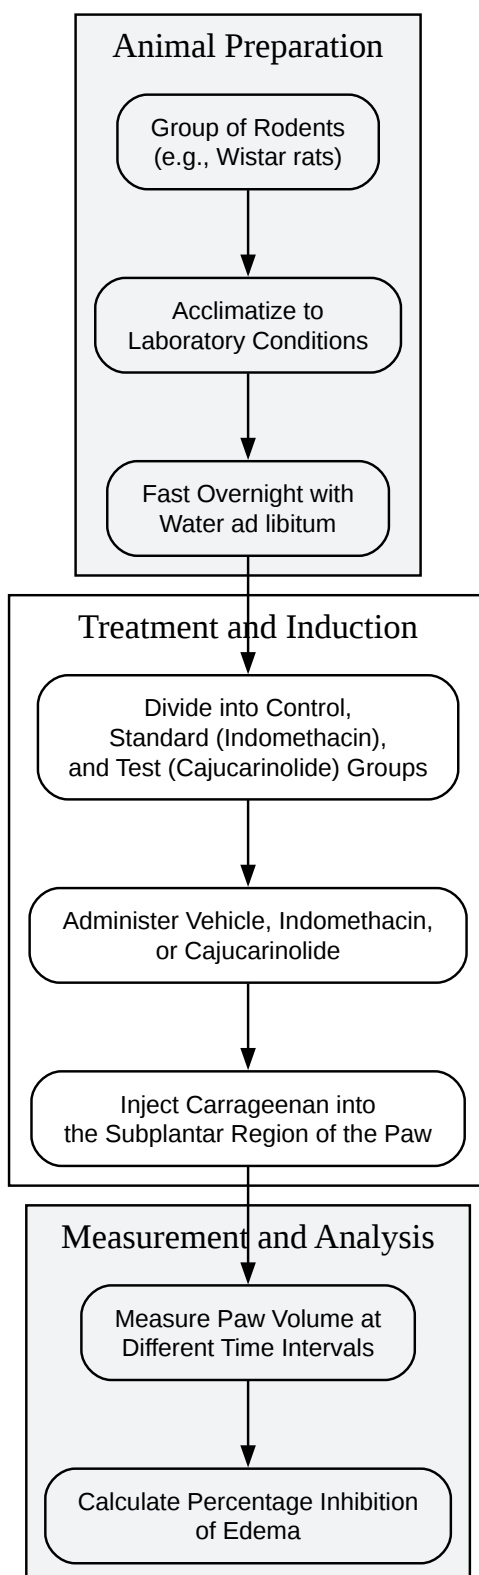 Animal Preparation
Group of Rodents
(e.g., Wistar rats)
Acclimatize to
Laboratory Conditions
Fast Overnight with
Water ad libitum
Treatment and Induction
Divide into Control,
Standard (Indomethacin),
and Test (Cajucarinolide) Groups
Administer Vehicle, Indomethacin,
or Cajucarinolide
Inject Carrageenan into
the Subplantar Region of the Paw
Measurement and Analysis
Measure Paw Volume at
Different Time Intervals
Calculate Percentage Inhibition
of Edema